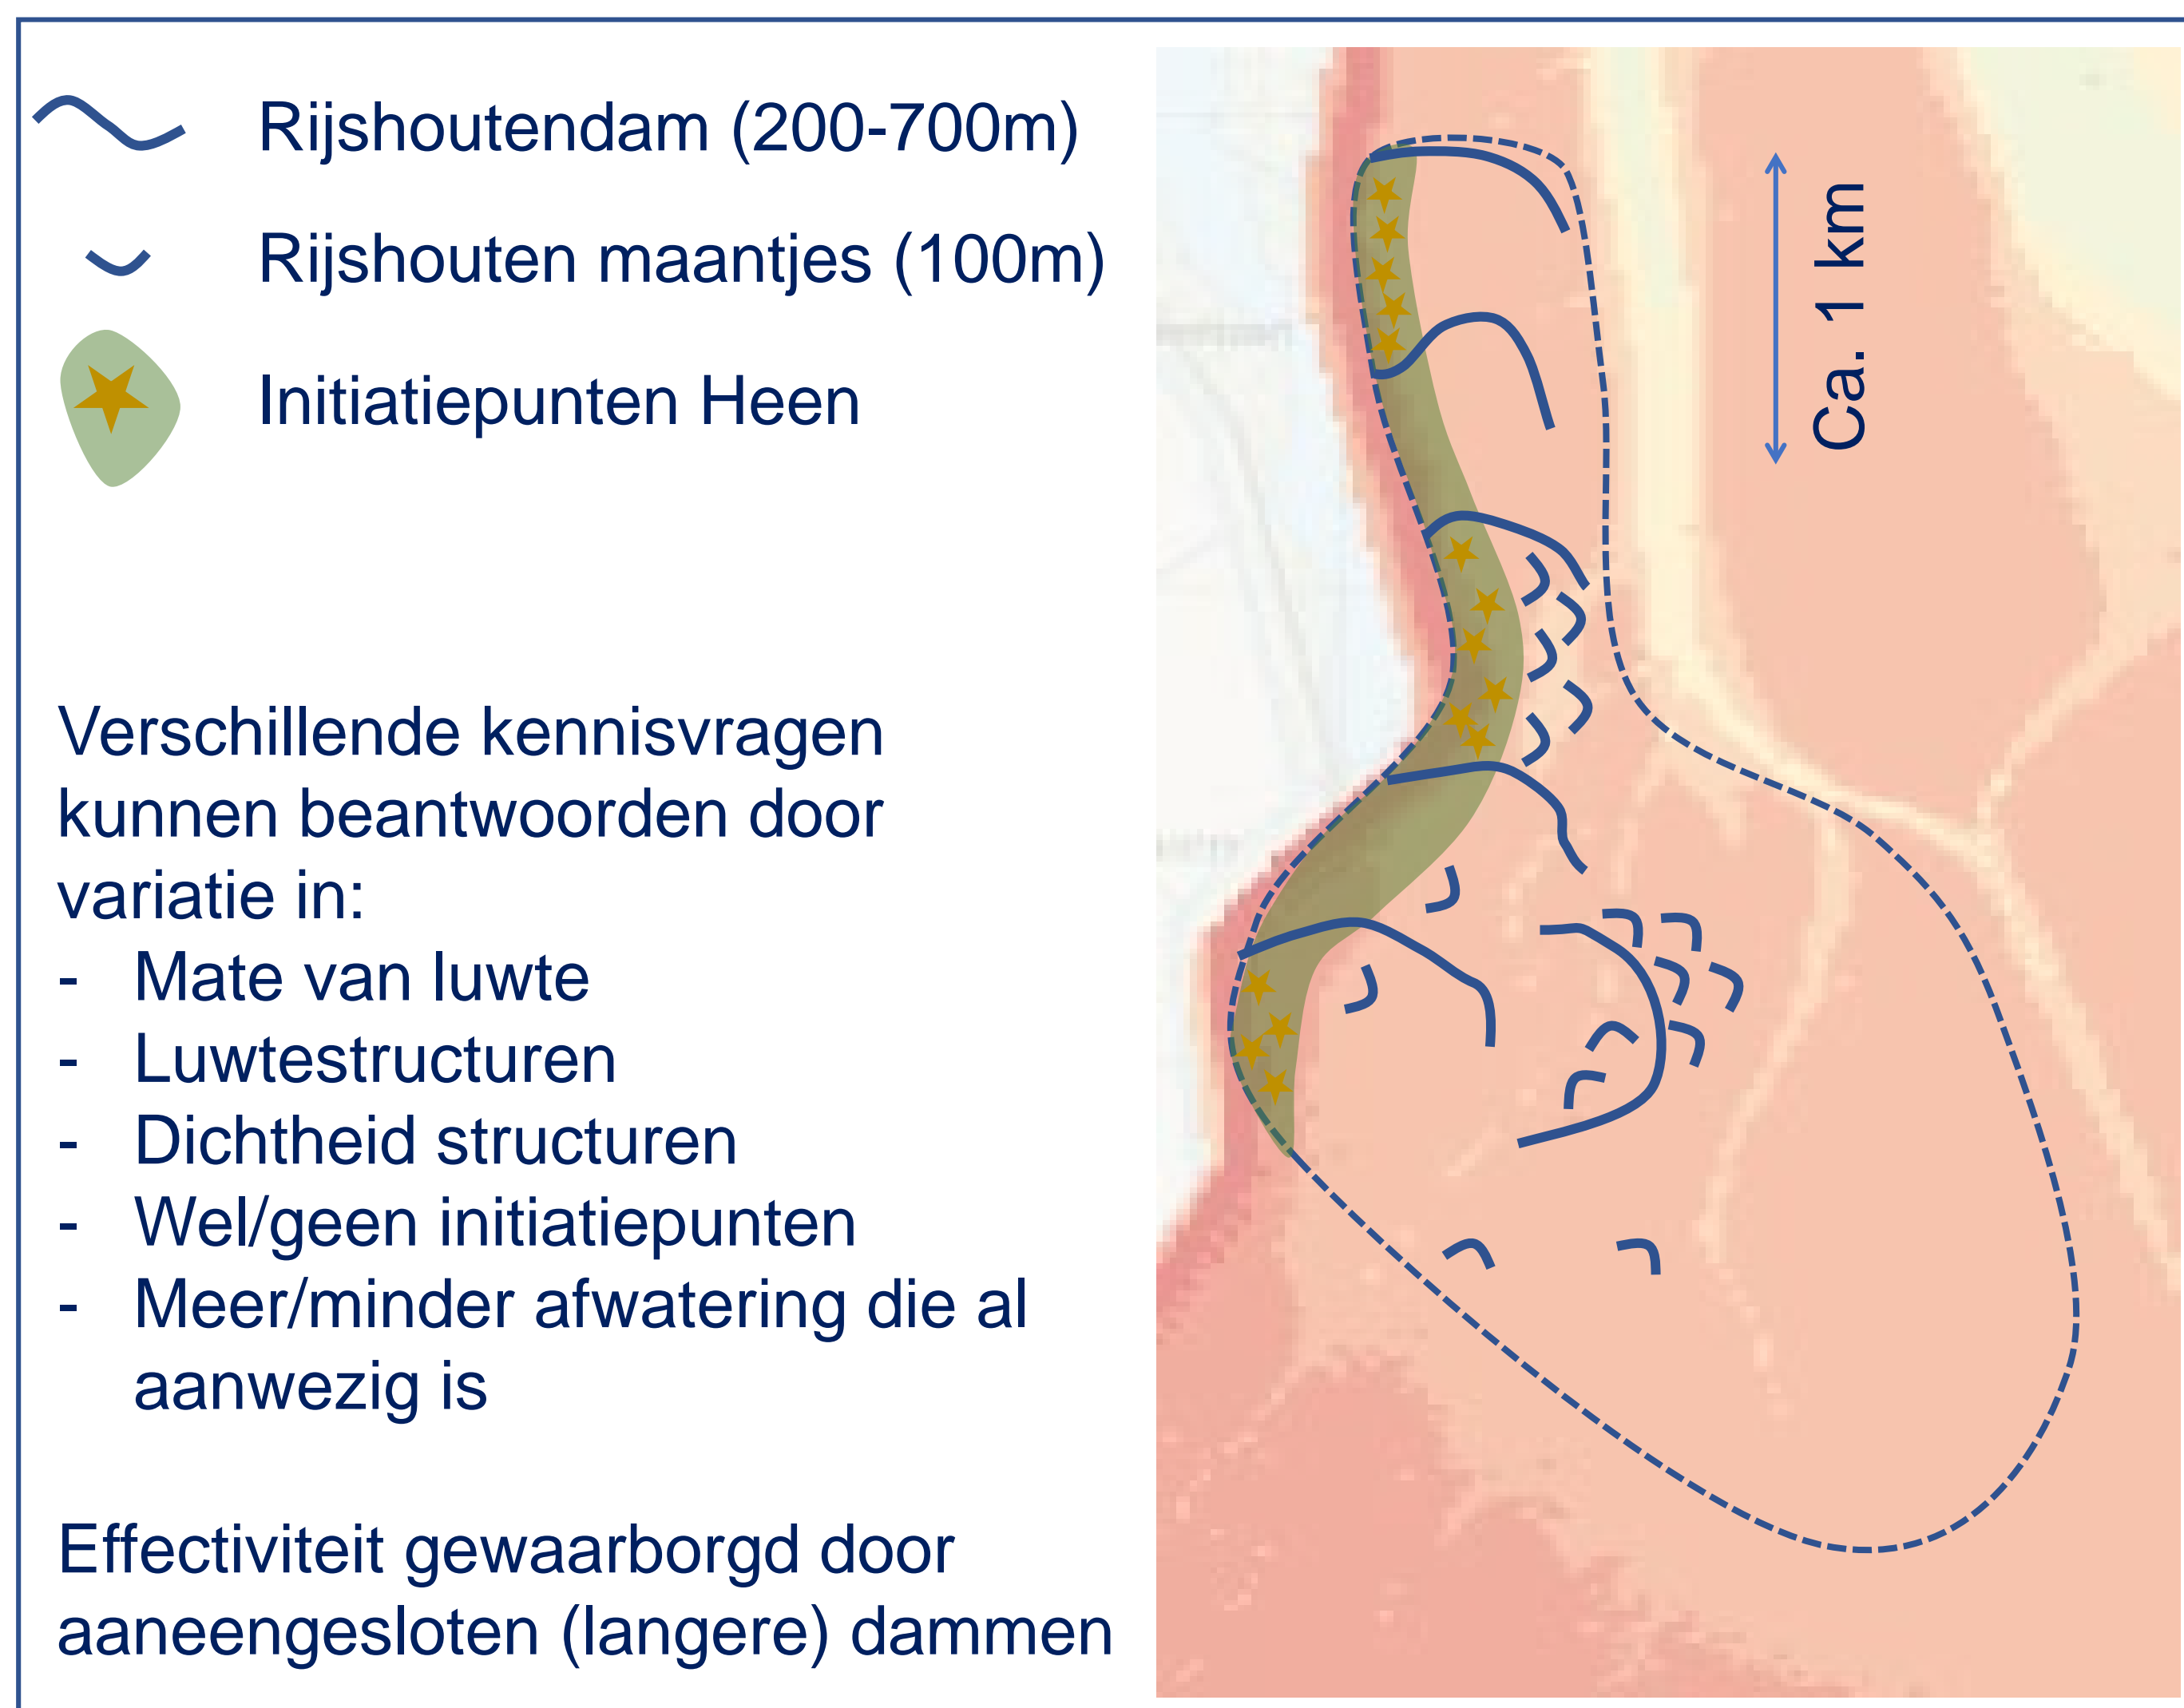 Rijshoutendam (200-700m)
Rijshouten maantjes (100m)
Initiatiepunten Heen
Verschillende kennisvragen
kunnen beantwoorden door
variatie in:
- Mate van luwte
- Luwtestructuren
- Dichtheid structuren
- Wel/geen initiatiepunten
- Meer/minder afwatering die al
aanwezig is
Effectiviteit gewaarborgd door
aaneengesloten (langere) dammen
Ca. 1 km